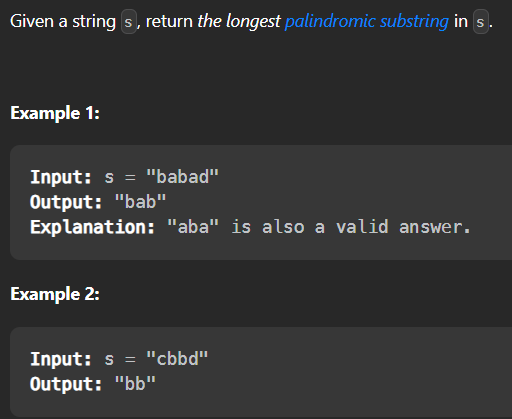 Given a string s, return the longest palindromic substring in s.
Example 1:
Input: s = "babad"
Output: "bab"
Explanation: "aba" is also a valid answer.
Example 2:
Input: s = "cbbd"
Output: "bb"